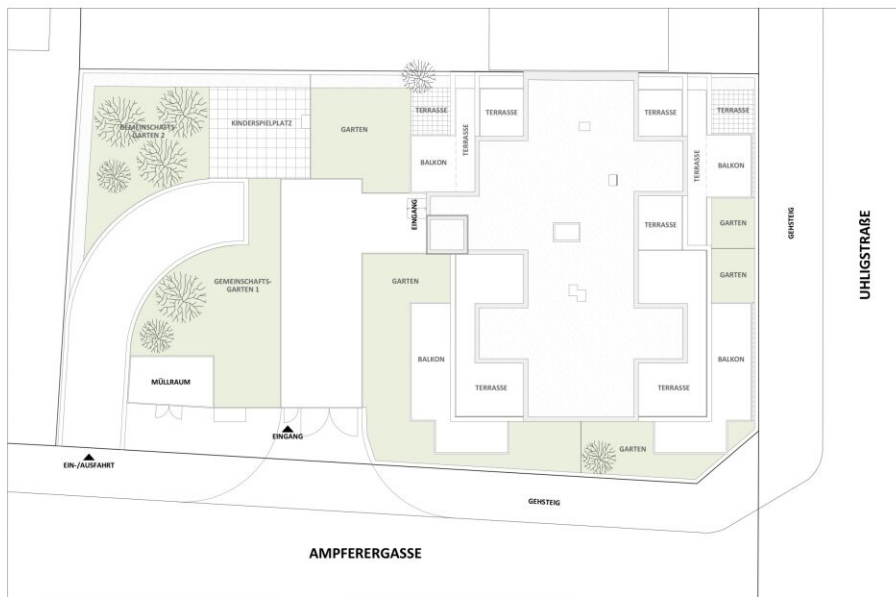 GEMEINSCHAFTS
GARTEN 2
KINDERSPIELPLATZ
GARTEN
TERRASSE
BALKON
TERRASSE
TERRASSE
TERRASSE
TERRASSE
TERRASSE
BALKON
EINGANG
TERRASSE
GARTEN
GARTEN
GEHSTEIG
UHLIGSTRAßE
GEMEINSCHAFTS-
GARTEN 1
GARTEN
BALKON
TERRASSE
TERRASSE
BALKON
MÜLLRAUM
EINGANG
GARTEN
EIN-/AUSFAHRT
GEHSTEIG
AMPFERERGASSE